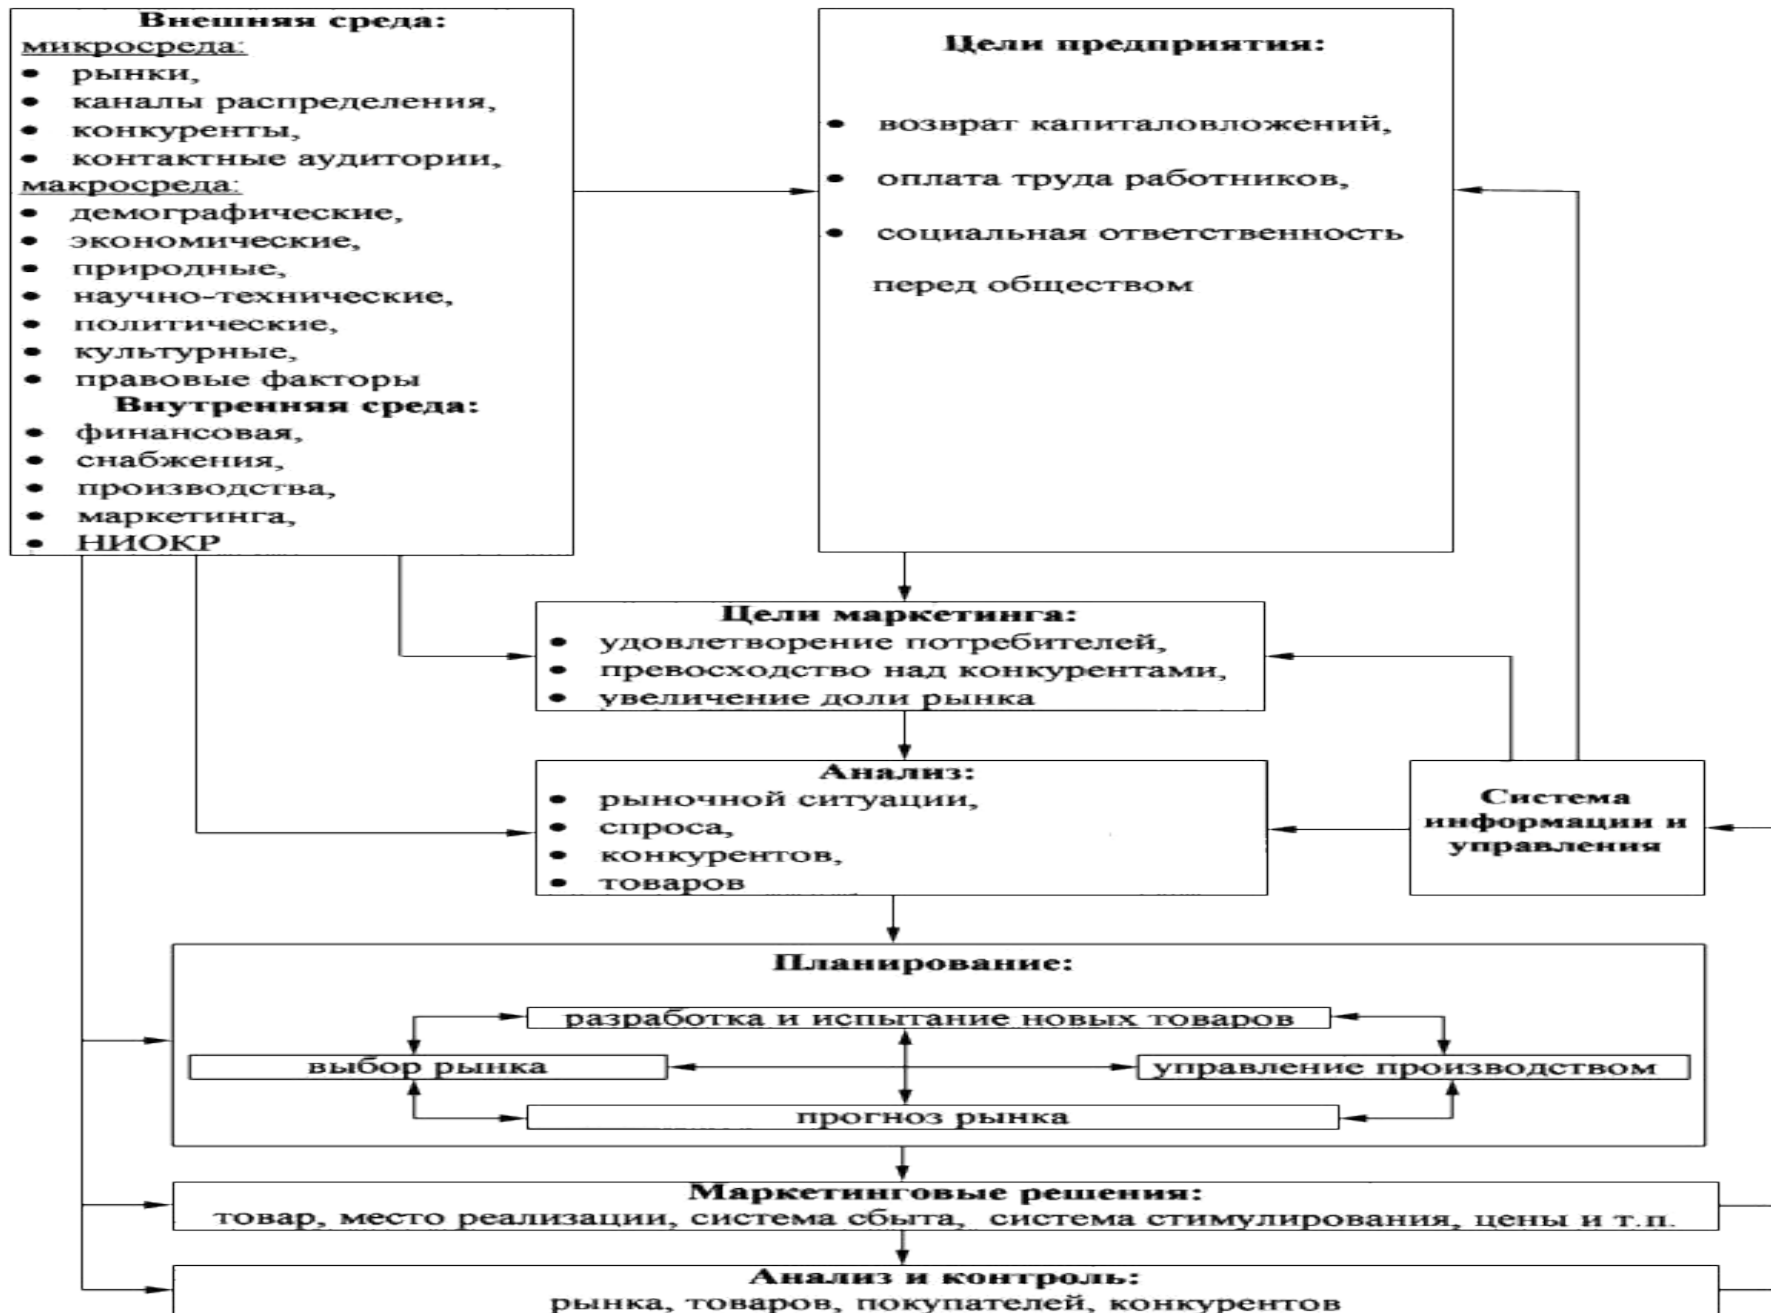 Внешняя среда:
микросреда:
• рынки,
• каналы распределения,
• конкуренты,
• контактные аудитории,
макросреда:
• демографические,
• экономические,
• природные,
• научно-технические,
• политические,
• культурные,
• правовые факторы
Внутренняя среда:
• финансовая,
• снабжения,
• производства,
• маркетинга,
• НИОКР
Цели предприятия:
• возврат капиталовложений,
• оплата труда работников,
• социальная ответственность
перед обществом
Цели маркетинга:
• удовлетворение потребителей,
• превосходство над конкурентами,
• увеличение доли рынка
Анализ:
• рыночной ситуации,
• спроса,
• конкурентов,
• товаров
Система
информации и
управления
Планирование:
разработка и испытание новых товаров
выбор рынка
управление производством
прогноз рынка
Маркетинговые решения:
товар, место реализации, система сбыта, система стимулирования, цены и т.п.
Анализ и контроль:
рынка, товаров, покупателей, конкурентов